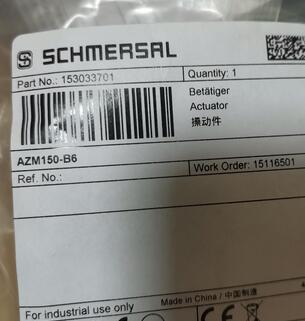 SCHMERSAL
Part No.: 153033701
Quantity: 1
Betätiger
Actuator
操动件
AZM150-B6
Work Order: 15116501
Ref. No.:
Made in China / 中国制造
For industrial use only